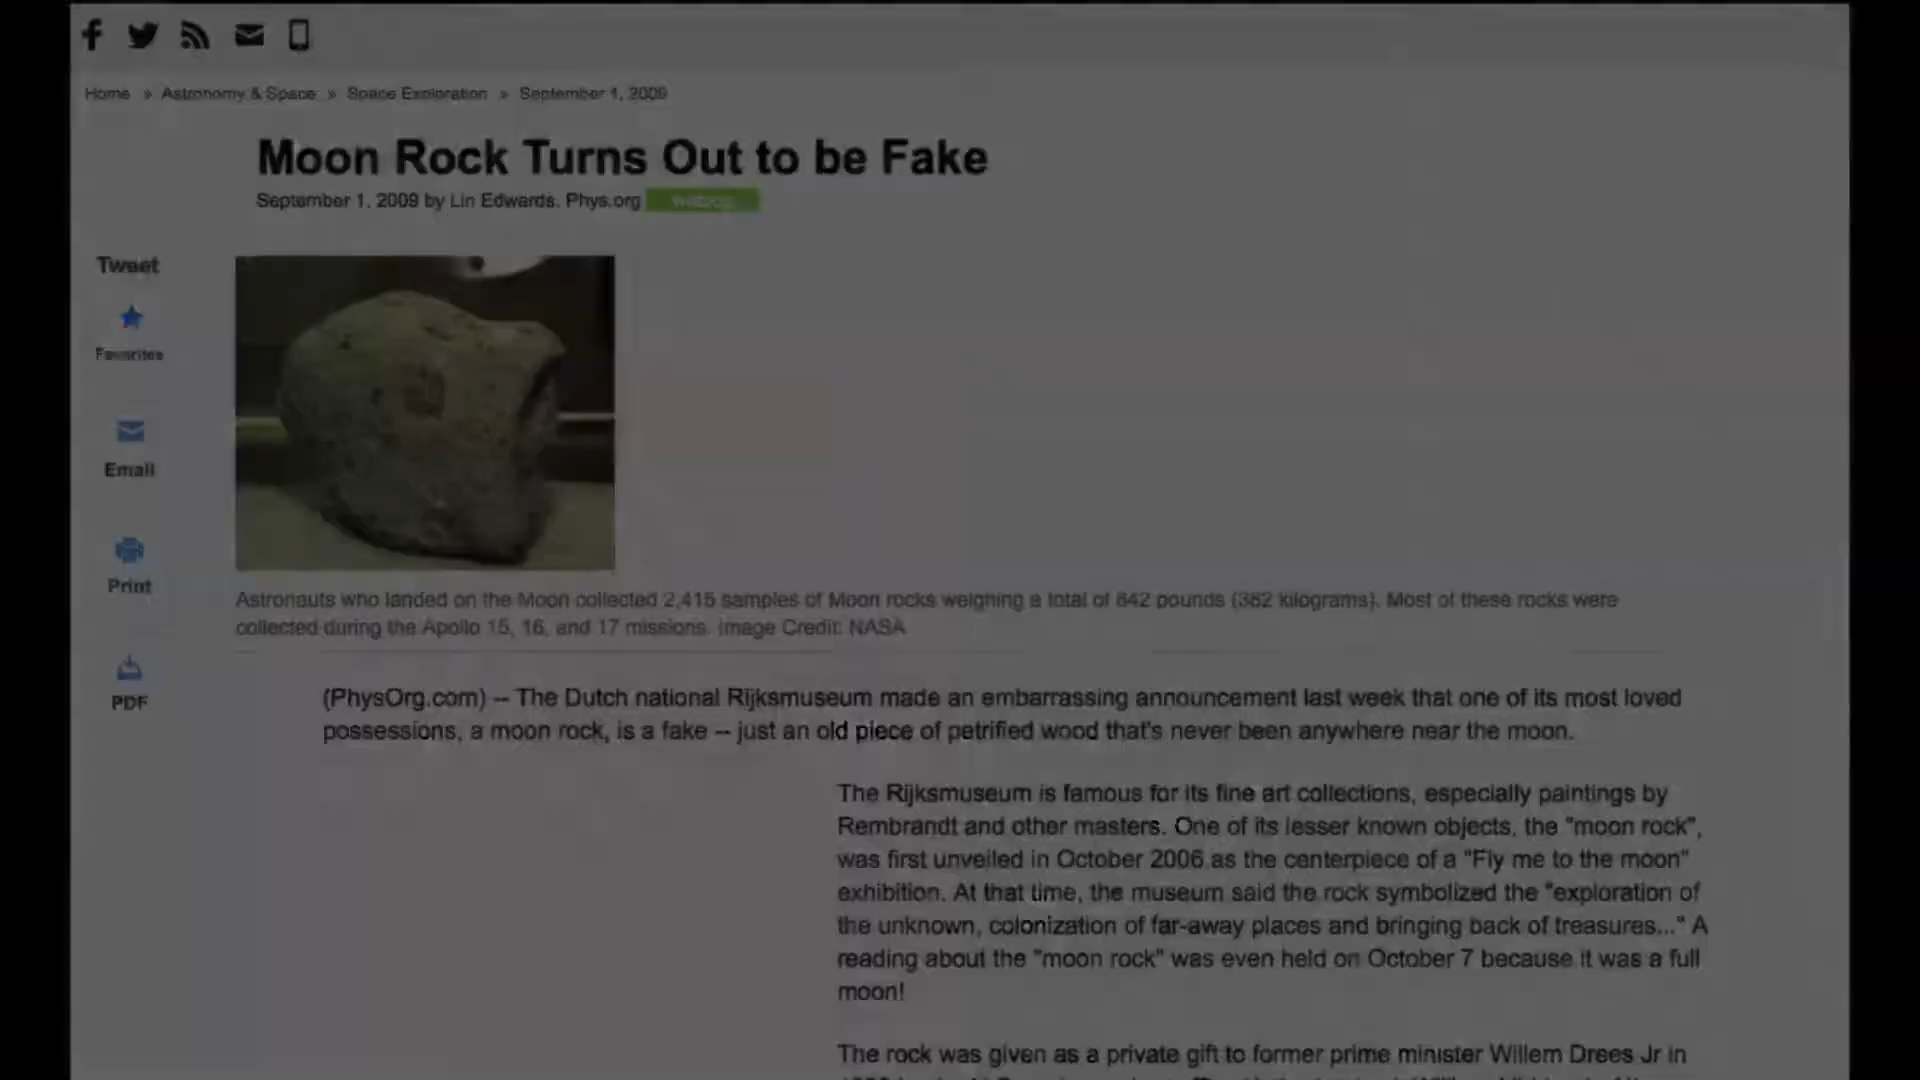 Home » Astronomy & Space » Space Exploration » September 1, 2009
Moon Rock Turns Out to be Fake
September 1, 2009 by Lin Edwards, Phys.org weblog
Tweet
Favorites
Email
Print
PDF
Astronauts who landed on the Moon collected 2,415 samples of Moon rocks weighing a total of 842 pounds (382 kilograms). Most of these rocks were
collected during the Apollo 15, 16, and 17 missions. Image Credit: NASA
(PhysOrg.com) -- The Dutch national Rijksmuseum made an embarrassing announcement last week that one of its most loved
possessions, a moon rock, is a fake -- just an old piece of petrified wood that's never been anywhere near the moon.
The Rijksmuseum is famous for its fine art collections, especially paintings by
Rembrandt and other masters. One of its lesser known objects, the "moon rock",
was first unveiled in October 2006 as the centerpiece of a "Fly me to the moon"
exhibition. At that time, the museum said the rock symbolized the "exploration of
the unknown, colonization of far-away places and bringing back of treasures..." A
reading about the "moon rock" was even held on October 7 because it was a full
moon!
The rock was given as a private gift to former prime minister Willem Drees Jr in